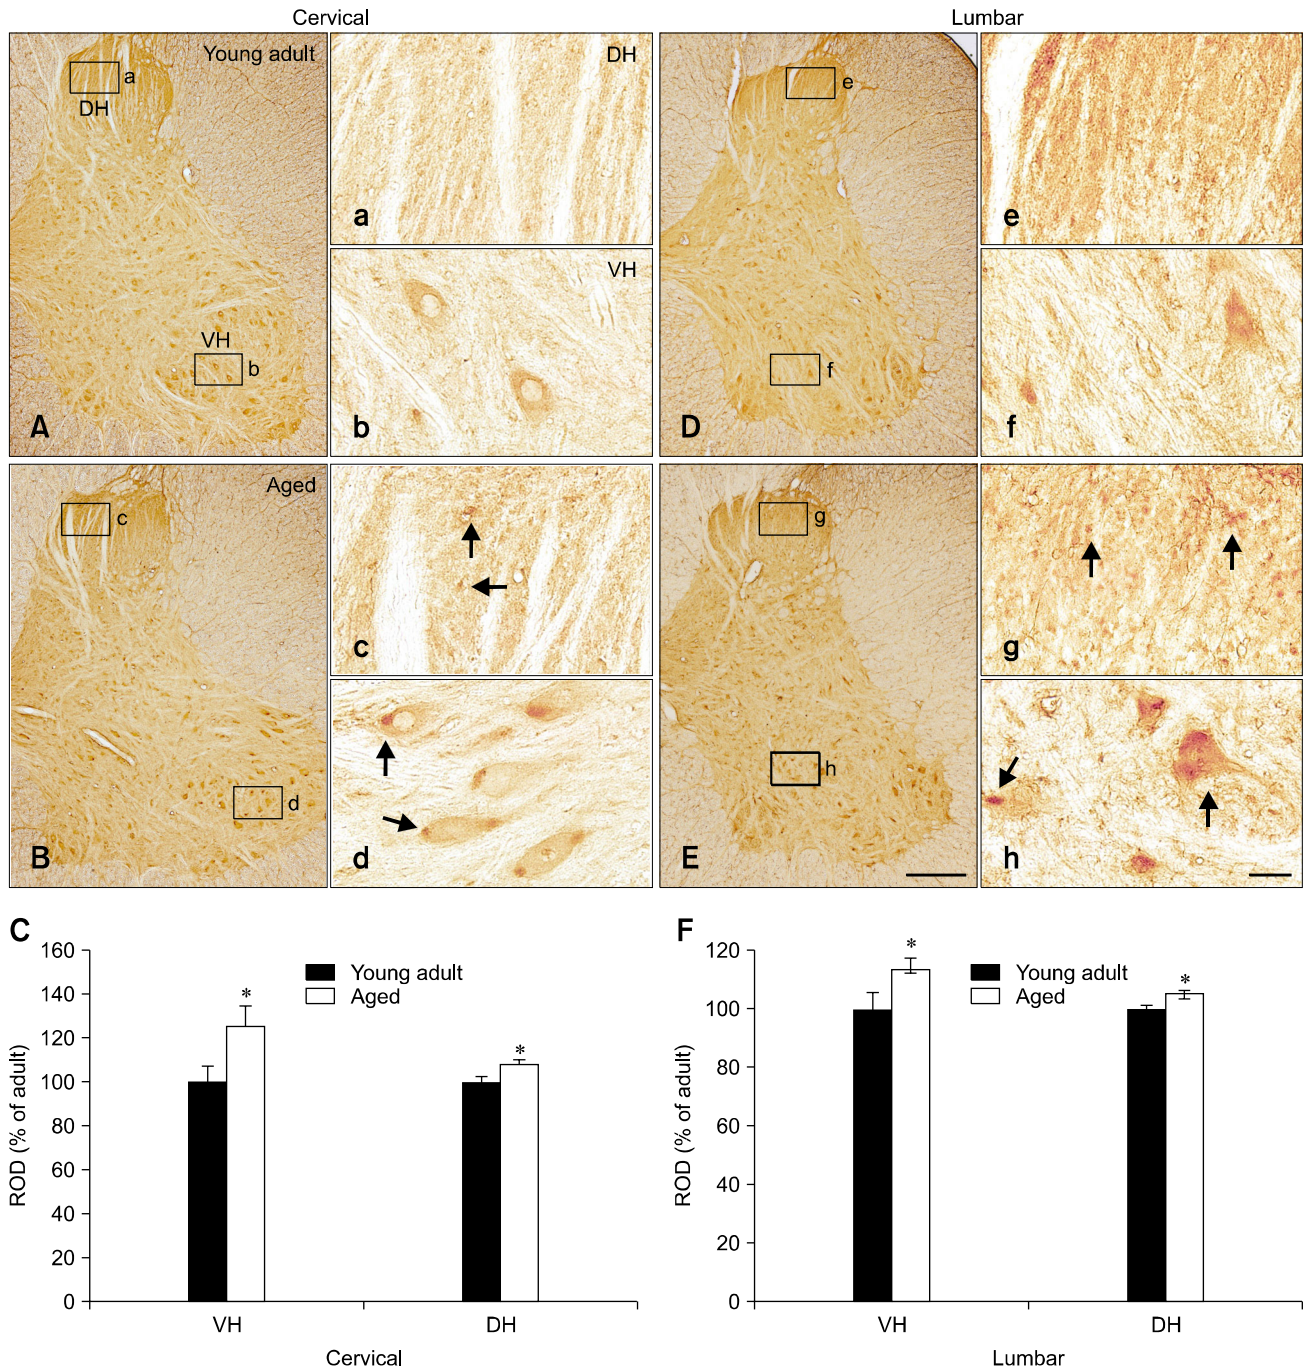 Cervical
Lumbar
Young adult
a
DH
VH
b
A
DH
a
VH
b
e
f
D
e
f
Aged
c
d
B
c
d
g
h
E
g
h
C
160
140
120
100
80
60
40
20
0
ROD (% of adult)
Young adult
Aged
*
*
VH
DH
Cervical
F
120
100
80
60
40
20
0
ROD (% of adult)
Young adult
Aged
*
*
VH
DH
Lumbar